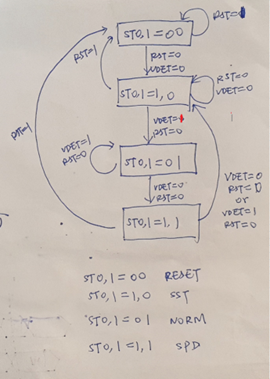 RST=1
ST0,1=00
RST=1
RST=0
VDET=0
ST0,1=1,0
RST=0
VDET=0
RST=1
VDET=1
RST=0
VDET=1
RST=0
ST0,1=01
VDET=0
RST=0
ST0,1=1,1
VDET=0
RST=0
or
VDET=1
RST=0
ST0,1=00 RESET
ST0,1=1,0 SST
ST0,1=01 NORM
ST0,1=1,1 SPD